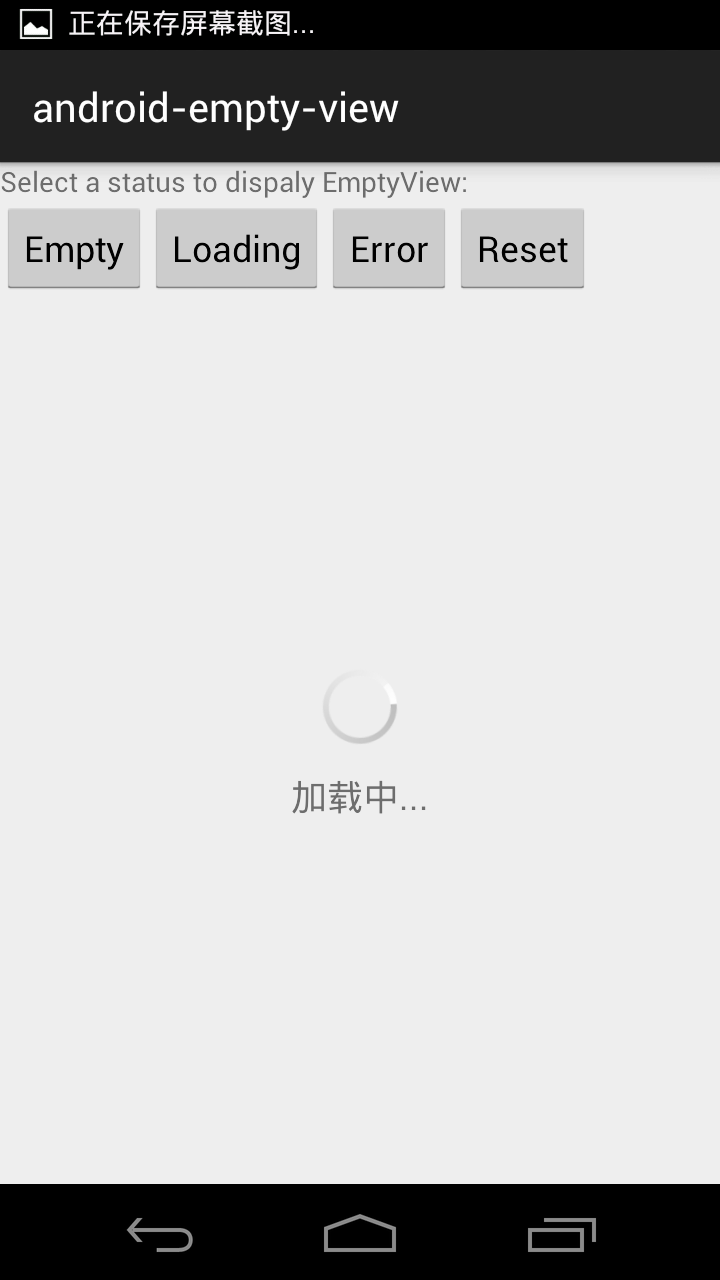 正在保存屏幕截图...
android-empty-view
Select a status to dispaly EmptyView:
Empty Loading Error Reset
加载中...